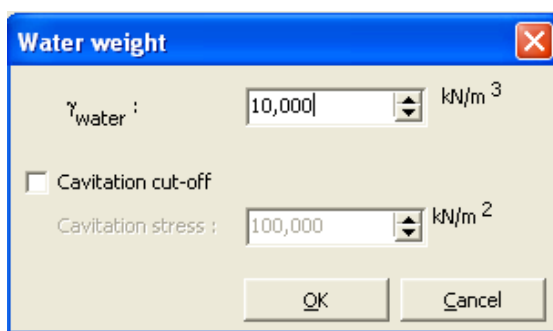 Water weight
γwater : 10,000 kN/m 3
Cavitation cut-off
Cavitation stress : 100,000 kN/m 2
OK Cancel